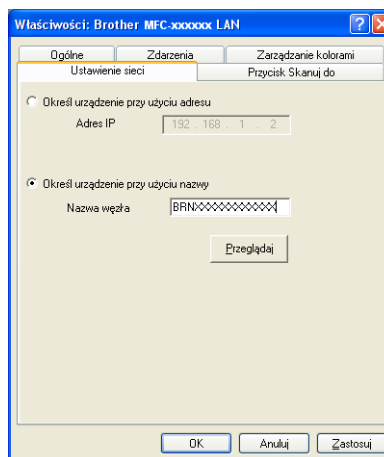 Właściwości: Brother MFC-xxxxxx LAN
Ogólne Zdarzenia Zarządzanie kolorami
Ustawienie sieci Przycisk Skanuj do
Określ urządzenie przy użyciu adresu
Adres IP 192 . 168 . 1 . 2
Określ urządzenie przy użyciu nazwy
Nazwa węzła BRNXXXXXXXXXXXX
Przeglądaj
OK Anuluj Zastosuj